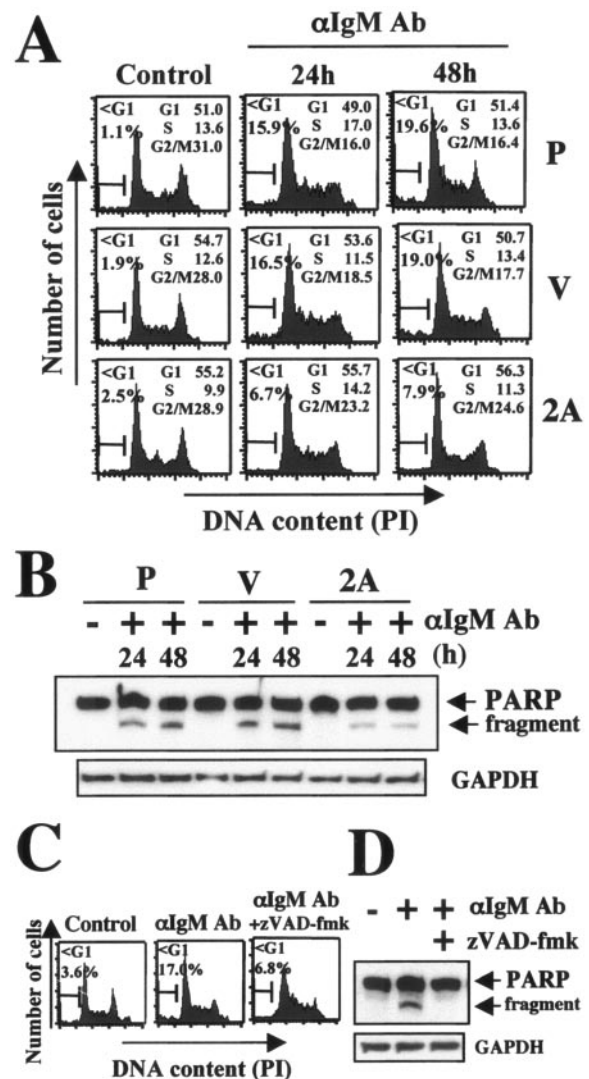 A
αIgM Ab
Control 24h 48h
<G1 G1 51.0
1.1% S 13.6
G2/M31.0
<G1 G1 49.0
15.9% S 17.0
G2/M16.0
<G1 G1 51.4
19.6% S 13.6
G2/M16.4
P
<G1 G1 54.7
1.9% S 12.6
G2/M28.0
<G1 G1 53.6
16.5% S 11.5
G2/M18.5
<G1 G1 50.7
19.0% S 13.4
G2/M17.7
V
<G1 G1 55.2
2.5% S 9.9
G2/M28.9
<G1 G1 55.7
6.7% S 14.2
G2/M23.2
<G1 G1 56.3
7.9% S 11.3
G2/M24.6
2A
Number of cells
DNA content (PI)
B
P V 2A
- + + - + + - + + αIgM Ab
24 48 24 48 24 48 (h)
PARP
fragment
GAPDH
C
Number of cells
Control αIgM Ab αIgM Ab
+zVAD-fmk
<G1 <G1 <G1
3.6% 17.0% 6.8%
DNA content (PI)
D
- + + αIgM Ab
+ zVAD-fmk
PARP
fragment
GAPDH